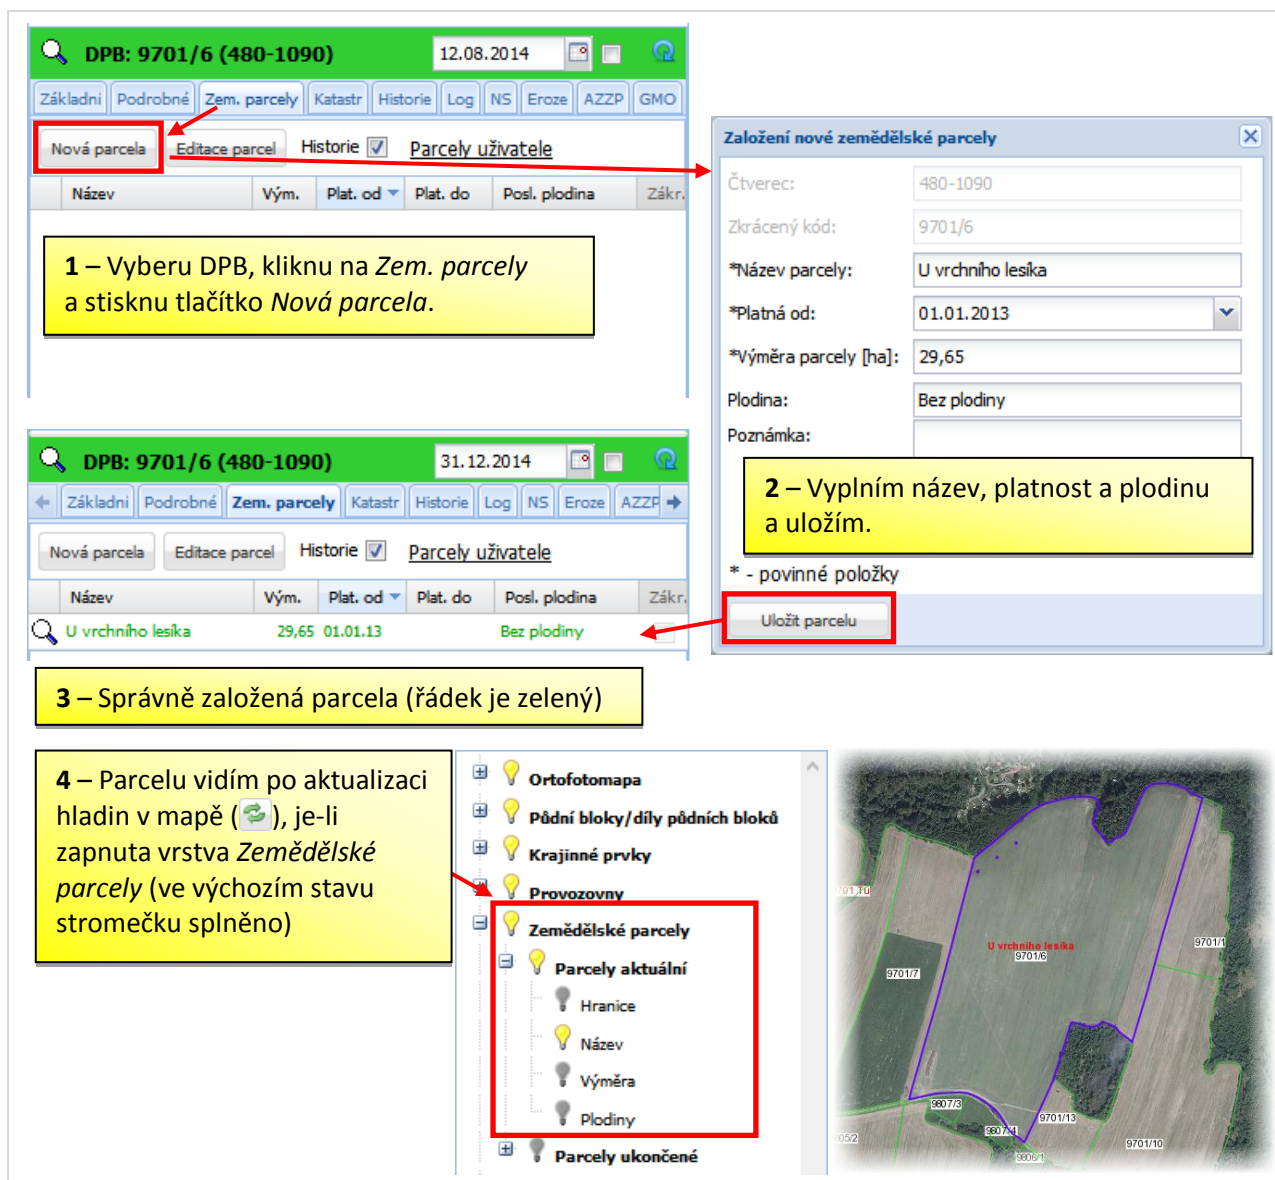 DPB: 9701/6 (480-1090)
12.08.2014
Základní Podrobné Zem. parcely Katastr Historie Log NS Eroze AZZP GMO
Nová parcela Editace parcel Historie Parcely uživatele
Název Vým. Plat. od Plat. do Posl. plodina Zákr.
1 – Vyberu DPB, kliknu na Zem. parcely
a stisknu tlačítko Nová parcela.
Založení nové zemědělské parcely
Čtverec: 480-1090
Zkrácený kód: 9701/6
*Název parcely: U vrchního lesíka
*Platná od: 01.01.2013
*Výměra parcely [ha]: 29,65
Plodina: Bez plodiny
Poznámka:
2 – Vyplním název, platnost a plodinu
a uložím.
* - povinné položky
Uložit parcelu
DPB: 9701/6 (480-1090)
31.12.2014
Základní Podrobné Zem. parcely Katastr Historie Log NS Eroze AZZP
Nová parcela Editace parcel Historie Parcely uživatele
Název Vým. Plat. od Plat. do Posl. plodina Zákr.
U vrchního lesíka 29,65 01.01.13 Bez plodiny
3 – Správně založená parcela (řádek je zelený)
4 – Parcelu vidím po aktualizaci
hladin v mapě ( ), je-li
zapnuta vrstva Zemědělské
parcely (ve výchozím stavu
stromečku splněno)
Ortofotomapa
Půdní bloky/díly půdních bloků
Krajinné prvky
Provozovny
Zemědělské parcely
Parcely aktuální
Hranice
Název
Výměra
Plodiny
Parcely ukončené
U vrchního lesíka
9701/6
9701/1
9701/7
9807/3
9701/13
9701/10
9806/1